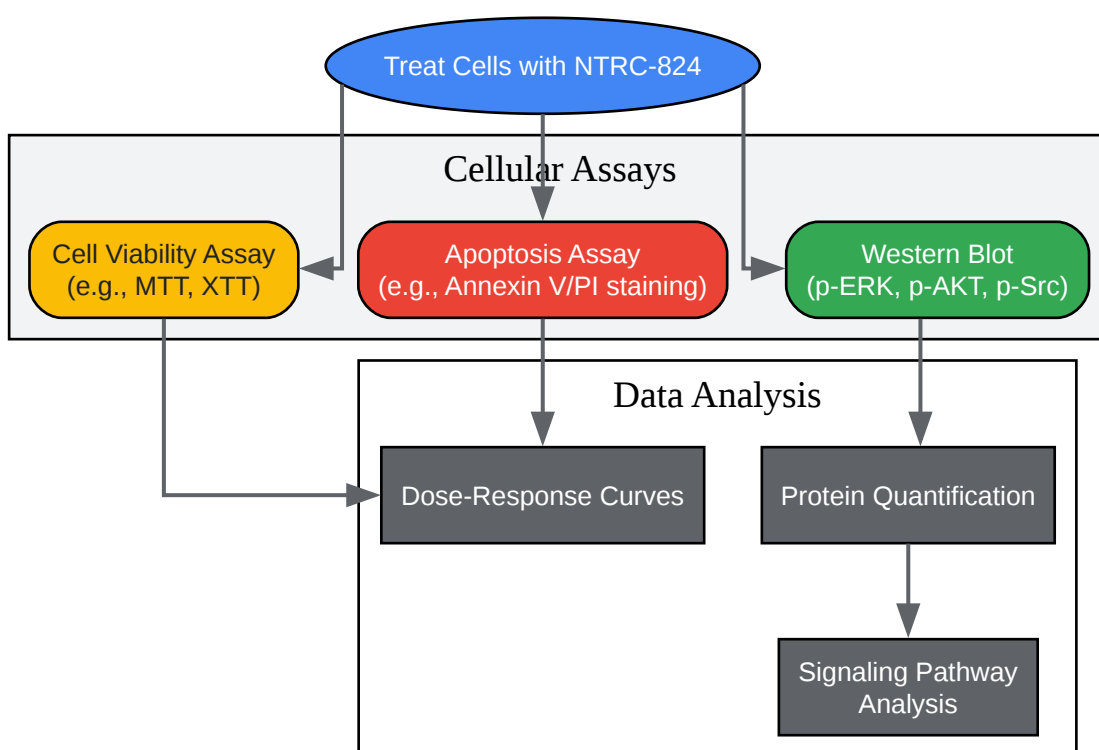 Treat Cells with NTRC-824
Cellular Assays
Cell Viability Assay
(e.g., MTT, XTT)
Apoptosis Assay
(e.g., Annexin V/PI staining)
Western Blot
(p-ERK, p-AKT, p-Src)
Data Analysis
Dose-Response Curves
Protein Quantification
Signaling Pathway
Analysis